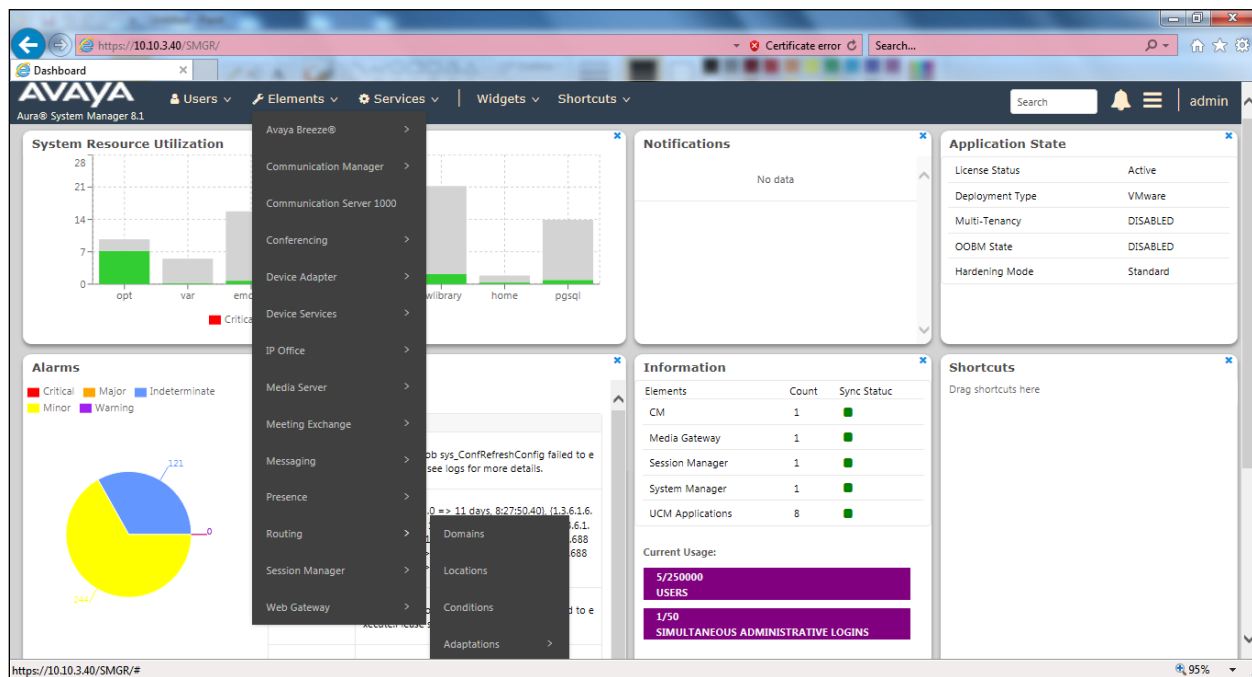 https://10.10.3.40/SMGR/
Certificate error
Search...
Dashboard
AVAYA
Aura® System Manager 8.1
Users
Elements
Services
Widgets
Shortcuts
Search
admin
Avaya Breeze®
Communication Manager
Communication Server 1000
Conferencing
Device Adapter
Device Services
IP Office
Media Server
Meeting Exchange
Messaging
Presence
Routing
Session Manager
Web Gateway
Domains
Locations
Conditions
Adaptations
System Resource Utilization
28
21
14
7
0
opt
var
home
pgsql
Notifications
No data
Application State
License Status Active
Deployment Type VMware
Multi-Tenancy DISABLED
OOBM State DISABLED
Hardening Mode Standard
Alarms
Critical Major Indeterminate
Minor Warning
121
0
244
sys_ConfRefreshConfig failed to e
see logs for more details.
.0 => 11 days, 8:27:50.40), (1.3.6.1.6.
Information
Elements Count Sync Status
CM 1
Media Gateway 1
Session Manager 1
System Manager 1
UCM Applications 8
Current Usage:
5/250000
USERS
1/50
SIMULTANEOUS ADMINISTRATIVE LOGINS
Shortcuts
Drag shortcuts here
https://10.10.3.40/SMGR/#
95%